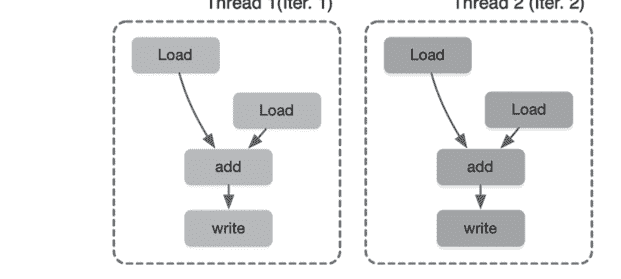 Thread 1(Iter. 1)
Load
Load
add
write
Thread 2 (Iter. 2)
Load
Load
add
write